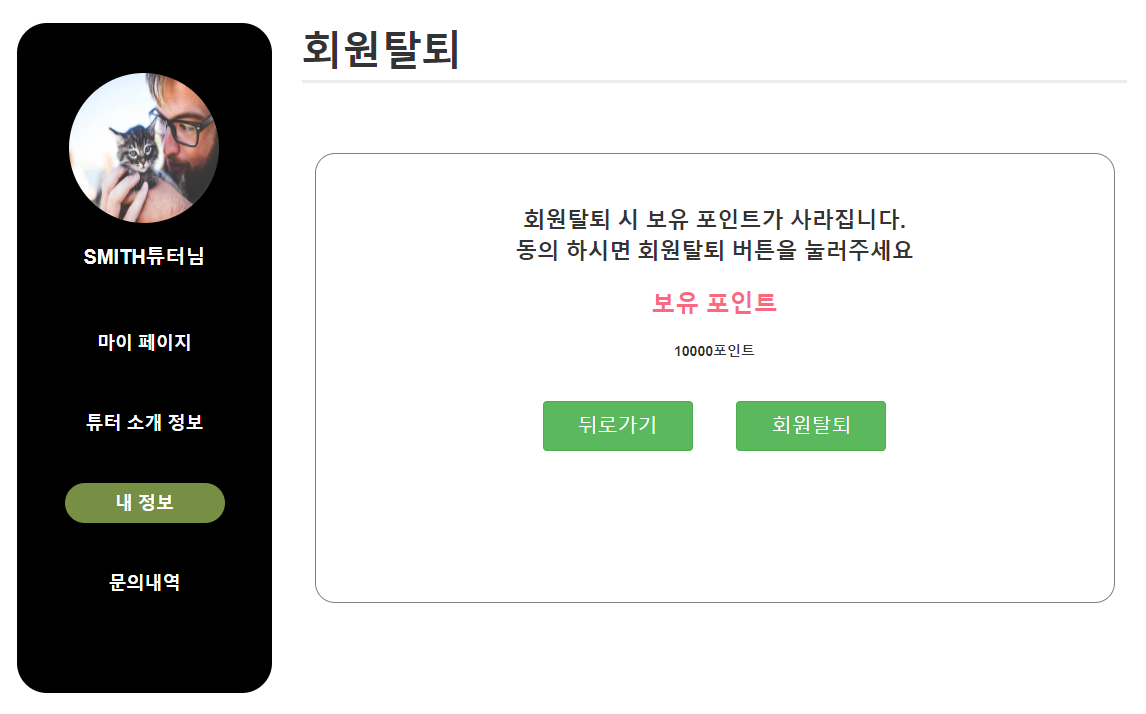 회원탈퇴
SMITH튜터님
마이 페이지
튜터 소개 정보
내 정보
문의내역
회원탈퇴 시 보유 포인트가 사라집니다.
동의 하시면 회원탈퇴 버튼을 눌러주세요
보유 포인트
10000포인트
뒤로가기
회원탈퇴